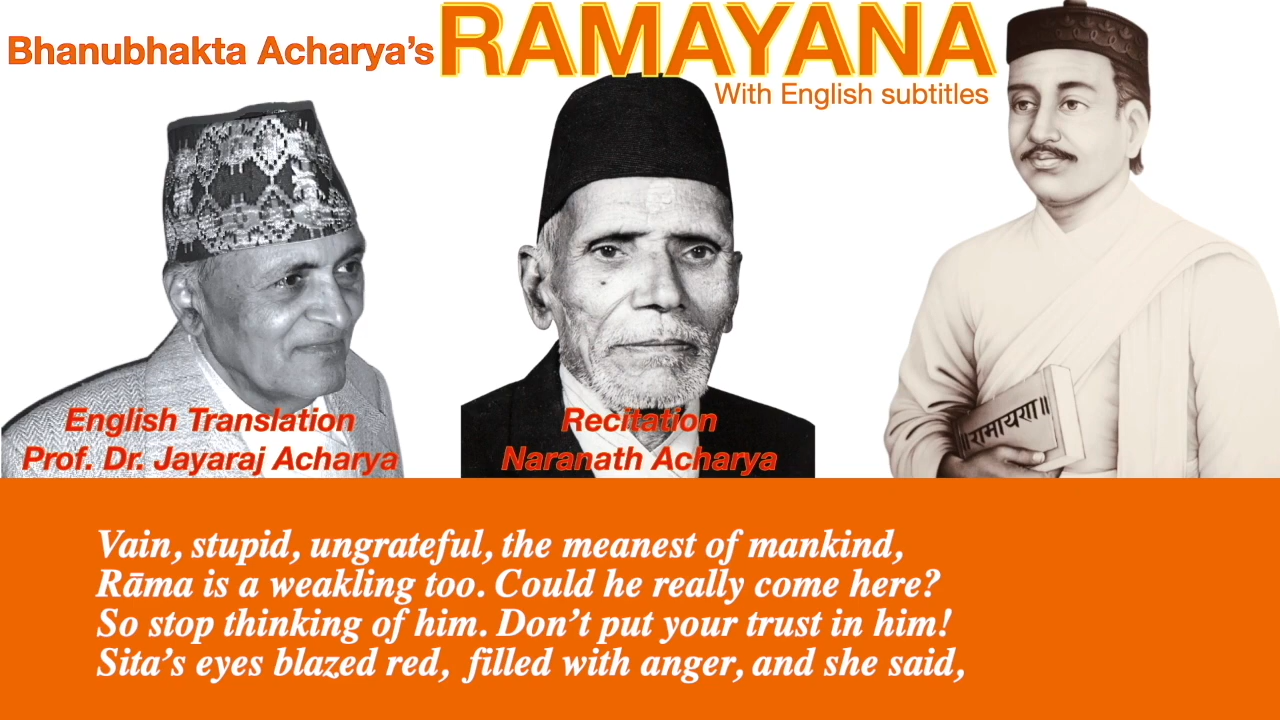 Bhanubhakta Acharya's RAMAYANA
With English subtitles
॥रामायण॥
English Translation
Prof. Dr. Jayaraj Acharya
Recitation
Naranath Acharya
Vain, stupid, ungrateful, the meanest of mankind,
Rāma is a weakling too. Could he really come here?
So stop thinking of him. Don't put your trust in him!
Sita's eyes blazed red, filled with anger, and she said,